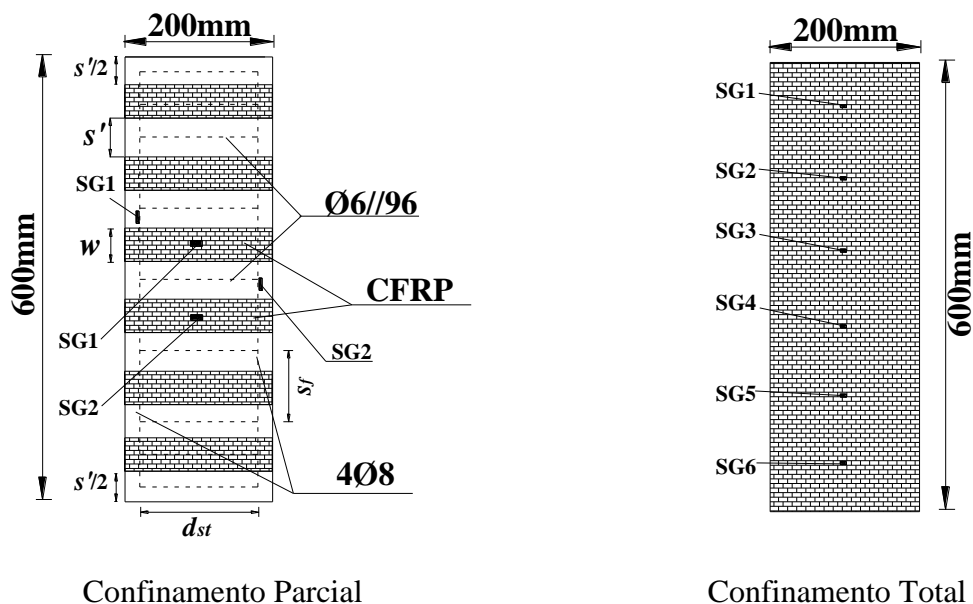 200mm
s'/2
s'
SG1
Ø6//96
w
600mm
CFRP
SG1
SG2
sf
SG2
4Ø8
s'/2
dst
Confinamento Parcial
200mm
SG1
SG2
SG3
600mm
SG4
SG5
SG6
Confinamento Total